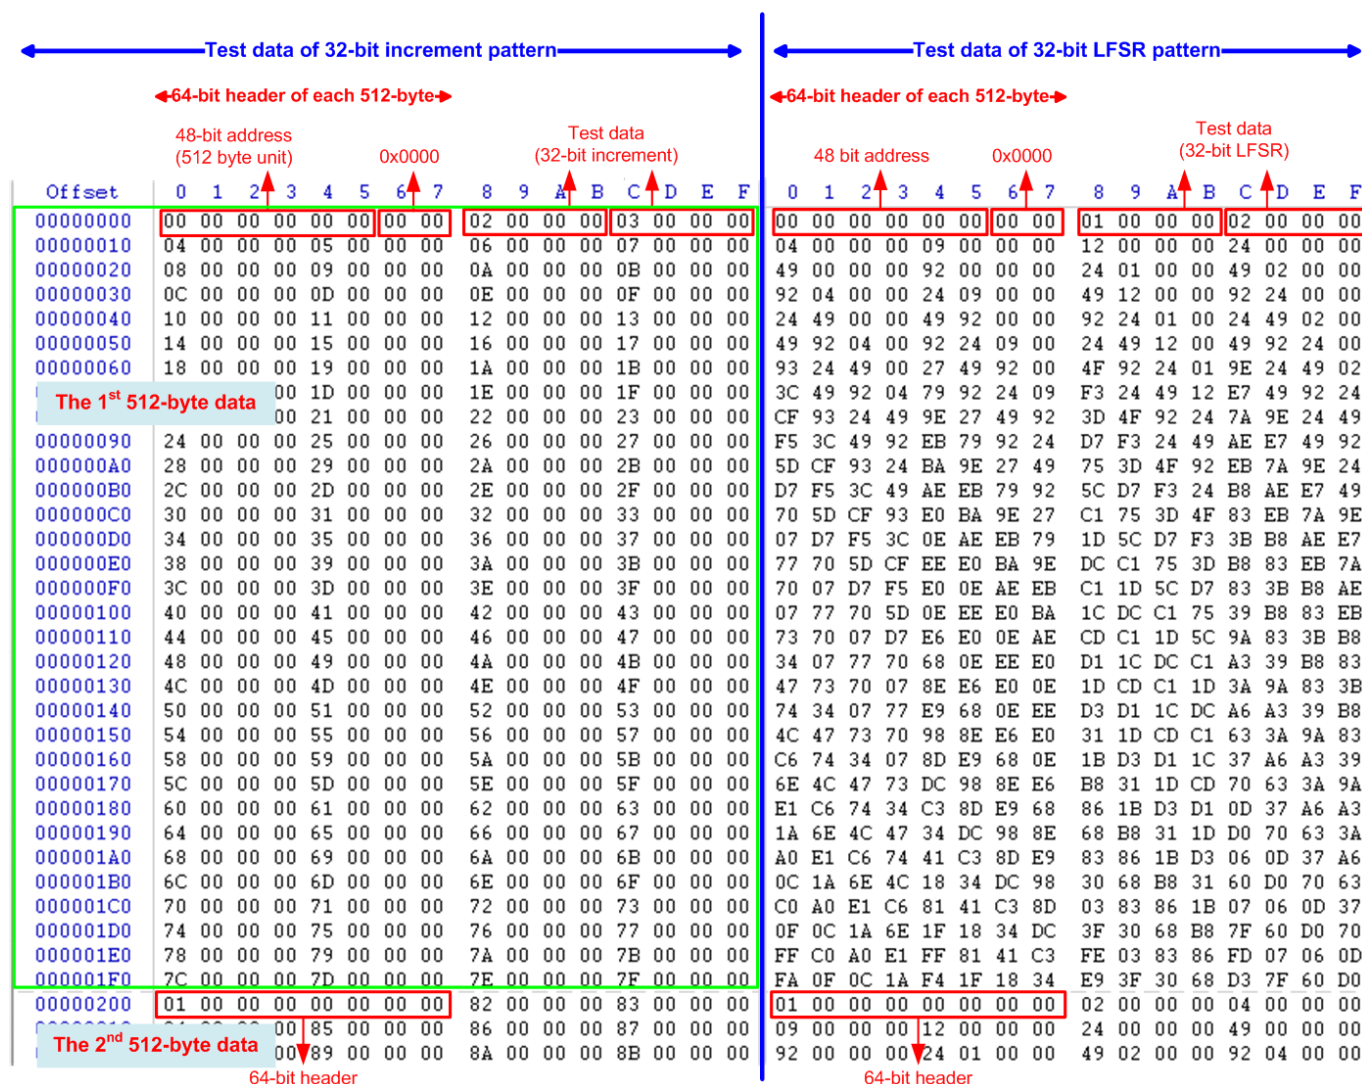 Test data of 32-bit increment pattern Test data of 32-bit LFSR pattern
64-bit header of each 512-byte 64-bit header of each 512-byte
48-bit address
(512 byte unit) 0x0000 Test data
(32-bit increment) 48 bit address 0x0000 Test data
(32-bit LFSR)
Offset 0 1 2 3 4 5 6 7 8 9 A B C D E F 0 1 2 3 4 5 6 7 8 9 A B C D E F
00000000 00 00 00 00 00 00 00 00 02 00 00 00 03 00 00 00 00 00 00 00 00 00 00 00 01 00 00 00 02 00 00 00
00000010 04 00 00 00 05 00 00 00 06 00 00 00 07 00 00 00 04 00 00 00 09 00 00 00 12 00 00 00 24 00 00 00
00000020 08 00 00 00 09 00 00 00 0A 00 00 00 0B 00 00 00 49 00 00 00 92 00 00 00 24 01 00 00 49 02 00 00
00000030 0C 00 00 00 0D 00 00 00 0E 00 00 00 0F 00 00 00 92 04 00 00 24 09 00 00 49 12 00 00 92 24 00 00
00000040 10 00 00 00 11 00 00 00 12 00 00 00 13 00 00 00 24 49 00 00 49 92 00 00 92 24 01 00 24 49 02 00
00000050 14 00 00 00 15 00 00 00 16 00 00 00 17 00 00 00 49 92 04 00 92 24 09 00 24 49 12 00 49 92 24 00
00000060 18 00 00 00 19 00 00 00 1A 00 00 00 1B 00 00 00 93 24 49 00 27 49 92 00 4F 92 24 01 9E 24 49 02
The 1st 512-byte data 00 1D 00 00 00 1E 00 00 00 1F 00 00 00 3C 49 92 04 79 92 24 09 F3 24 49 12 E7 49 92 24
00 21 00 00 00 22 00 00 00 23 00 00 00 CF 93 24 49 9E 27 49 92 3D 4F 92 24 7A 9E 24 49
00000090 24 00 00 00 25 00 00 00 26 00 00 00 27 00 00 00 F5 3C 49 92 EB 79 92 24 D7 F3 24 49 AE E7 49 92
000000A0 28 00 00 00 29 00 00 00 2A 00 00 00 2B 00 00 00 5D CF 93 24 BA 9E 27 49 75 3D 4F 92 EB 7A 9E 24
000000B0 2C 00 00 00 2D 00 00 00 2E 00 00 00 2F 00 00 00 D7 F5 3C 49 AE EB 79 92 5C D7 F3 24 B8 AE E7 49
000000C0 30 00 00 00 31 00 00 00 32 00 00 00 33 00 00 00 70 5D CF 93 E0 BA 9E 27 C1 75 3D 4F 83 EB 7A 9E
000000D0 34 00 00 00 35 00 00 00 36 00 00 00 37 00 00 00 07 D7 F5 3C 0E AE EB 79 1D 5C D7 F3 3B B8 AE E7
000000E0 38 00 00 00 39 00 00 00 3A 00 00 00 3B 00 00 00 77 70 5D CF EE E0 BA 9E DC C1 75 3D B8 83 EB 7A
000000F0 3C 00 00 00 3D 00 00 00 3E 00 00 00 3F 00 00 00 70 07 D7 F5 E0 0E AE EB C1 1D 5C D7 83 3B B8 AE
00000100 40 00 00 00 41 00 00 00 42 00 00 00 43 00 00 00 07 77 70 5D 0E EE E0 BA 1C DC C1 75 39 B8 83 EB
00000110 44 00 00 00 45 00 00 00 46 00 00 00 47 00 00 00 73 70 07 D7 E6 E0 0E AE CD C1 1D 5C 9A 83 3B B8
00000120 48 00 00 00 49 00 00 00 4A 00 00 00 4B 00 00 00 34 07 77 70 68 0E EE E0 D1 1C DC C1 A3 39 B8 83
00000130 4C 00 00 00 4D 00 00 00 4E 00 00 00 4F 00 00 00 47 73 70 07 8E E6 E0 0E 1D CD C1 1D 3A 9A 83 3B
00000140 50 00 00 00 51 00 00 00 52 00 00 00 53 00 00 00 74 34 07 77 E9 68 0E EE D3 D1 1C DC A6 A3 39 B8
00000150 54 00 00 00 55 00 00 00 56 00 00 00 57 00 00 00 4C 47 73 70 98 8E E6 E0 31 1D CD C1 63 3A 9A 83
00000160 58 00 00 00 59 00 00 00 5A 00 00 00 5B 00 00 00 C6 74 34 07 8D E9 68 0E 1B D3 D1 1C 37 A6 A3 39
00000170 5C 00 00 00 5D 00 00 00 5E 00 00 00 5F 00 00 00 6E 4C 47 73 DC 98 8E E6 B8 31 1D CD 70 63 3A 9A
00000180 60 00 00 00 61 00 00 00 62 00 00 00 63 00 00 00 E1 C6 74 34 C3 8D E9 68 86 1B D3 D1 0D 37 A6 A3
00000190 64 00 00 00 65 00 00 00 66 00 00 00 67 00 00 00 1A 6E 4C 47 34 DC 98 8E 68 B8 31 1D D0 70 63 3A
000001A0 68 00 00 00 69 00 00 00 6A 00 00 00 6B 00 00 00 A0 E1 C6 74 41 C3 8D E9 83 86 1B D3 06 0D 37 A6
000001B0 6C 00 00 00 6D 00 00 00 6E 00 00 00 6F 00 00 00 0C 1A 6E 4C 18 34 DC 98 30 68 B8 31 60 D0 70 63
000001C0 70 00 00 00 71 00 00 00 72 00 00 00 73 00 00 00 C0 A0 E1 C6 81 41 C3 8D 03 83 86 1B 07 06 0D 37
000001D0 74 00 00 00 75 00 00 00 76 00 00 00 77 00 00 00 0F 0C 1A 6E 1F 18 34 DC 3F 30 68 B8 7F 60 D0 70
000001E0 78 00 00 00 79 00 00 00 7A 00 00 00 7B 00 00 00 FF C0 A0 E1 FF 81 41 C3 FE 03 83 86 FD 07 06 0D
000001F0 7C 00 00 00 7D 00 00 00 7E 00 00 00 7F 00 00 00 FA 0F 0C 1A F4 1F 18 34 E9 3F 30 68 D3 7F 60 D0
00000200 01 00 00 00 00 00 00 00 82 00 00 00 83 00 00 00 01 00 00 00 00 00 00 00 02 00 00 00 04 00 00 00
00 85 00 00 00 86 00 00 00 87 00 00 00 09 00 00 00 12 00 00 00 24 00 00 00 49 00 00 00
The 2nd 512-byte data 00 89 00 00 00 8A 00 00 00 8B 00 00 00 92 00 00 00 24 01 00 00 49 02 00 00 92 04 00 00
64-bit header 64-bit header